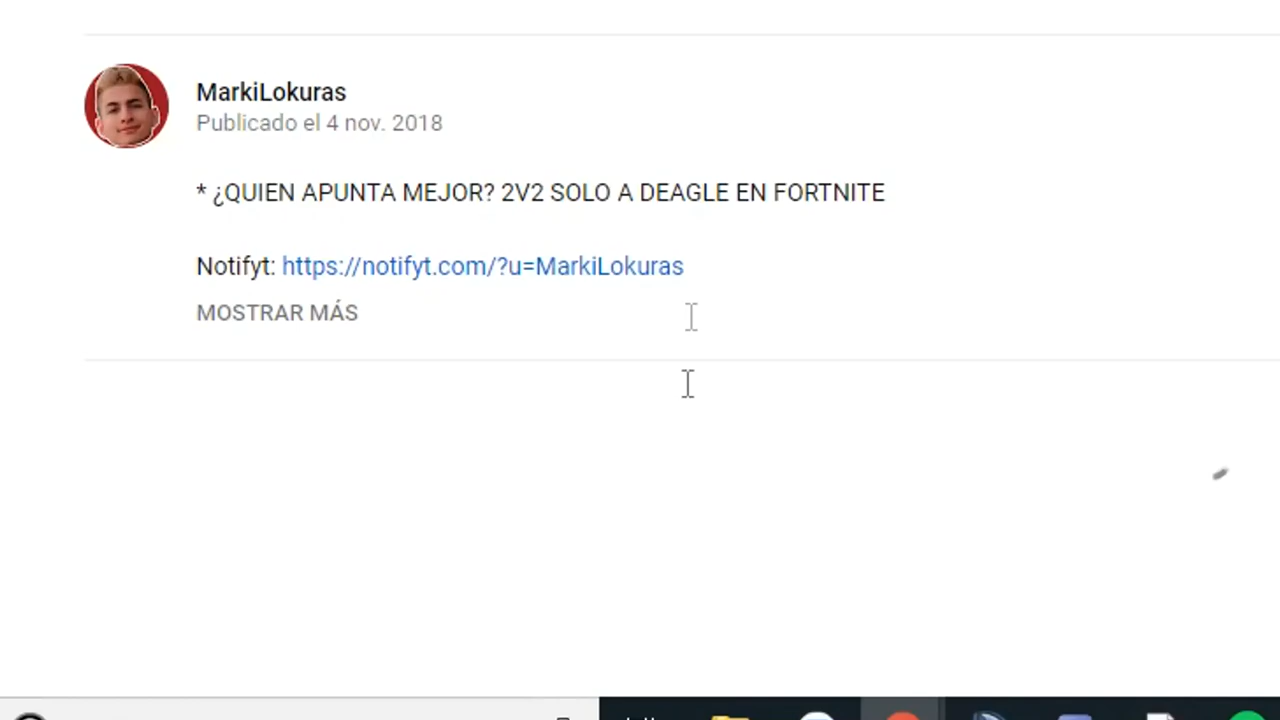 MarkiLokuras
Publicado el 4 nov. 2018
* ¿QUIEN APUNTA MEJOR? 2V2 SOLO A DEAGLE EN FORTNITE
Notifyt: https://notifyt.com/?u=MarkiLokuras
MOSTRAR MÁS